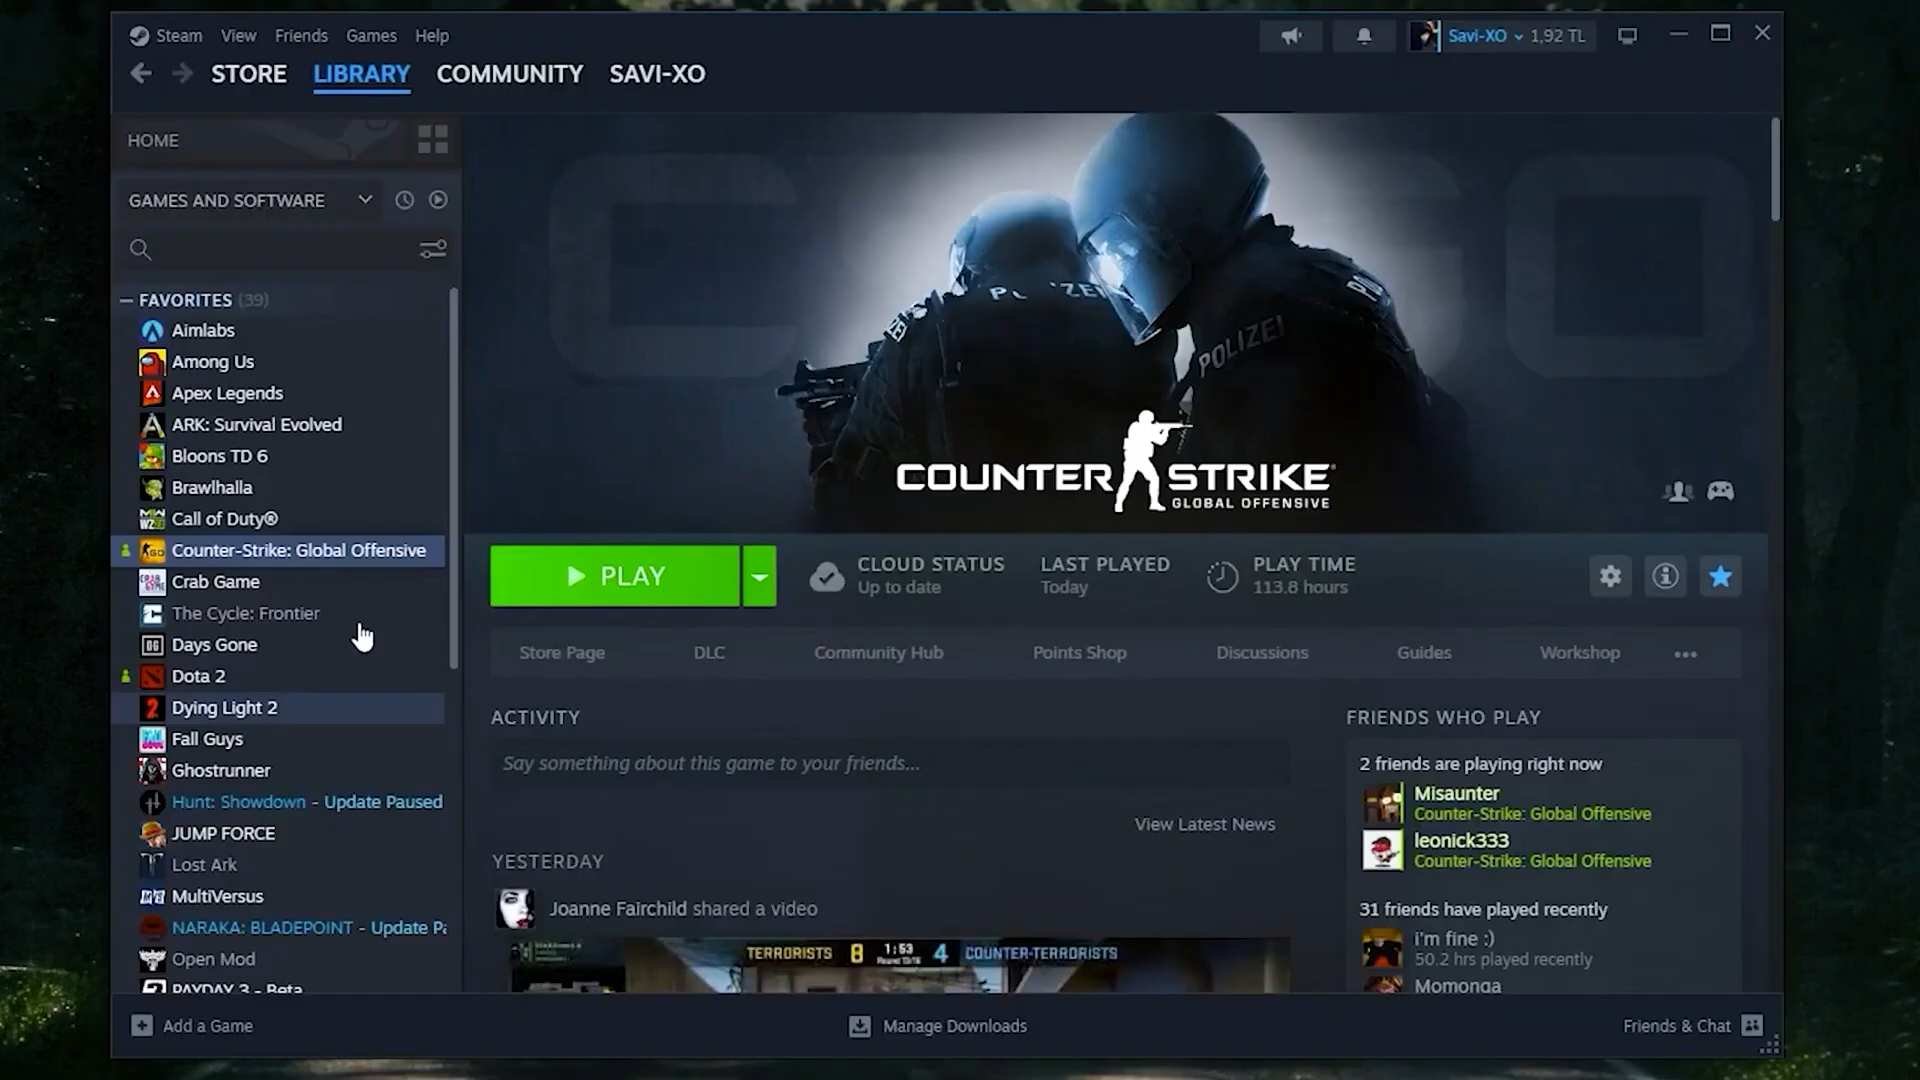 Steam View Friends Games Help
Savi-XO 1,92 TL
STORE LIBRARY COMMUNITY SAVI-XO
HOME
GAMES AND SOFTWARE
FAVORITES (39)
Aimlabs
Among Us
Apex Legends
ARK: Survival Evolved
Bloons TD 6
Brawlhalla
Call of Duty®
Counter-Strike: Global Offensive
Crab Game
The Cycle: Frontier
Days Gone
Dota 2
Dying Light 2
Fall Guys
Ghostrunner
Hunt: Showdown - Update Paused
JUMP FORCE
Lost Ark
MultiVersus
NARAKA: BLADEPOINT - Update Pa
Open Mod
PAYDAY 3 - Beta
POLIZEI
COUNTER STRIKE
GLOBAL OFFENSIVE
PLAY
CLOUD STATUS
Up to date
LAST PLAYED
Today
PLAY TIME
113.8 hours
Store Page DLC Community Hub Points Shop Discussions Guides Workshop
ACTIVITY
Say something about this game to your friends...
View Latest News
YESTERDAY
Joanne Fairchild shared a video
TERRORISTS 8 1:53 4 COUNTER-TERRORISTS
FRIENDS WHO PLAY
2 friends are playing right now
Misaunter
Counter-Strike: Global Offensive
leonick333
Counter-Strike: Global Offensive
31 friends have played recently
i'm fine :)
50.2 hrs played recently
Momonga
Add a Game
Manage Downloads
Friends & Chat